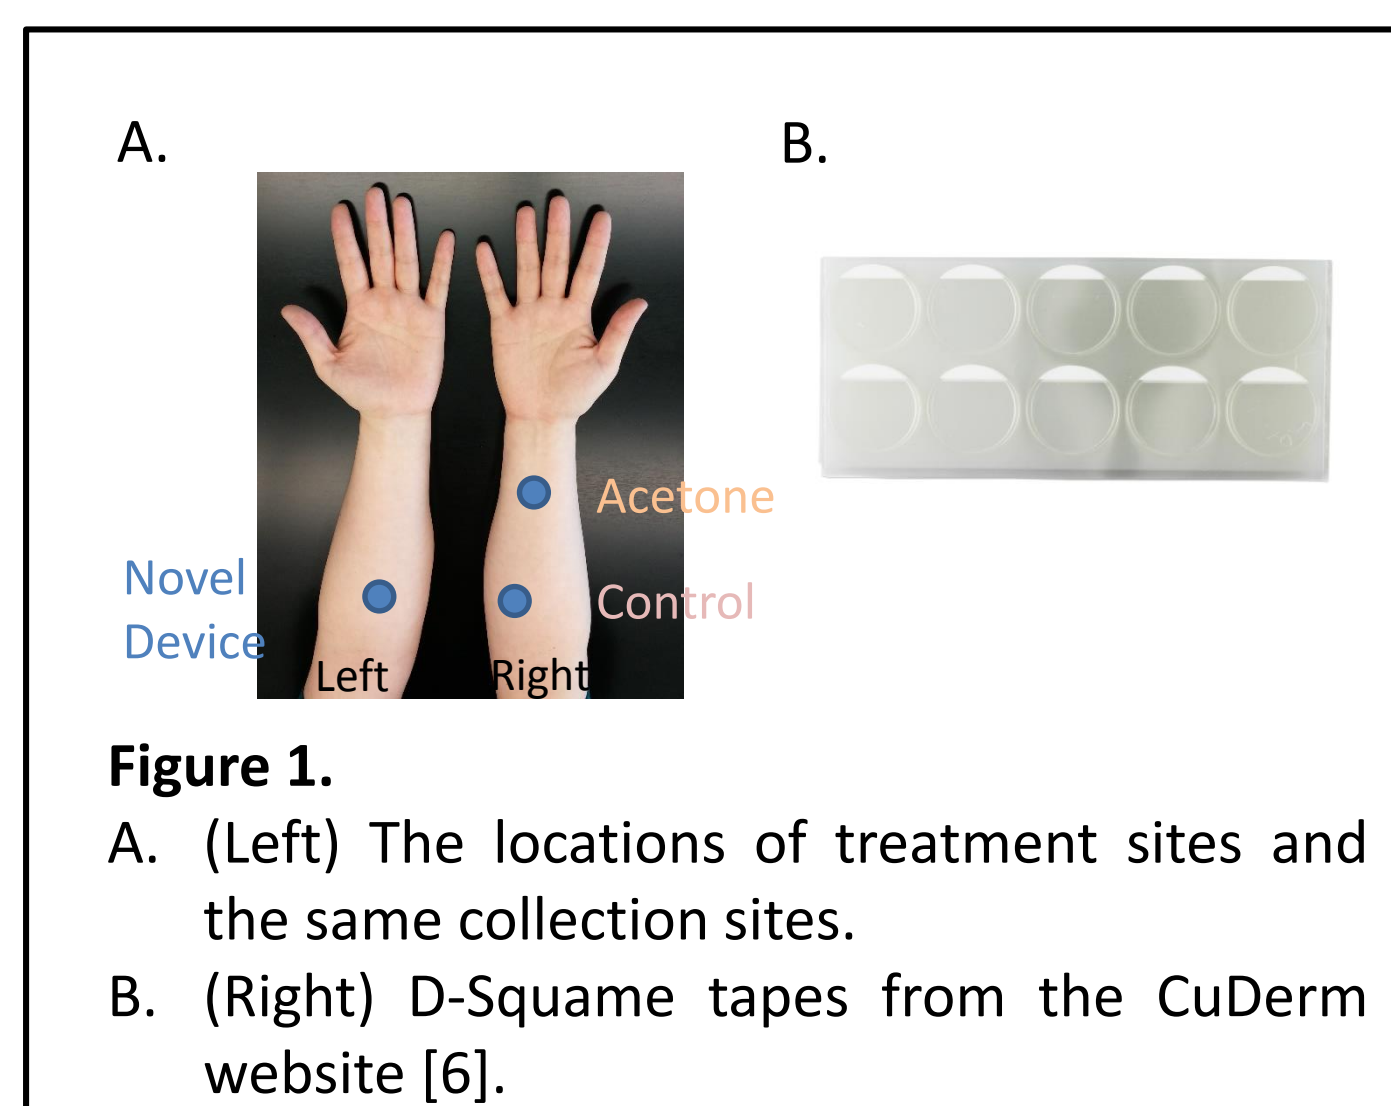 A.
B.
Acetone
Novel
Device
Control
Left
Right
Figure 1.
A. (Left) The locations of treatment sites and
the same collection sites.
B. (Right) D-Squame tapes from the CuDerm
website [6].